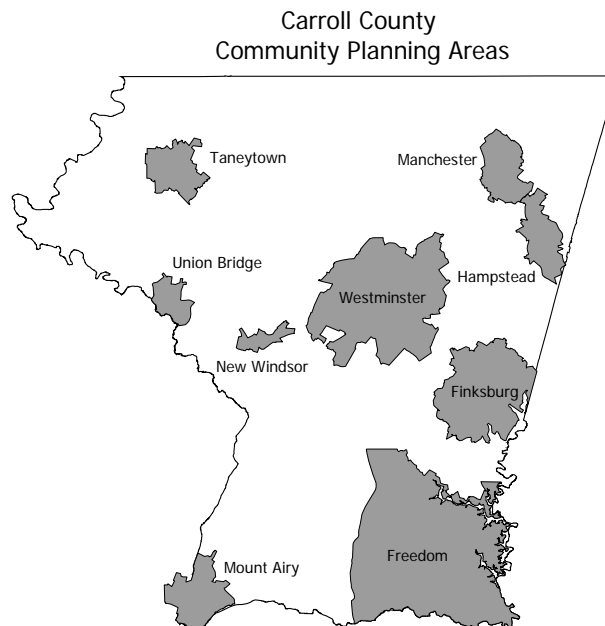 Carroll County
Community Planning Areas
Taneytown
Manchester
Union Bridge
Hampstead
Westminster
New Windsor
Finksburg
Freedom
Mount Airy